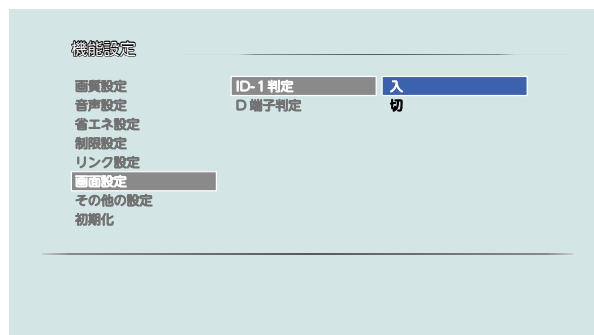 機能設定
画質設定
音声設定
省エネ設定
制限設定
リンク設定
画面設定
その他の設定
初期化
ID-1判定
D端子判定
入
切